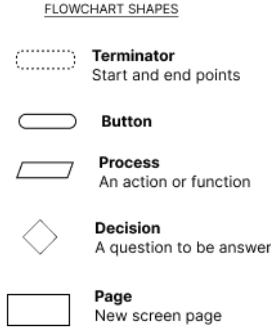 FLOWCHART SHAPES
Terminator
Start and end points
Button
Process
An action or function
Decision
A question to be answer
Page
New screen page